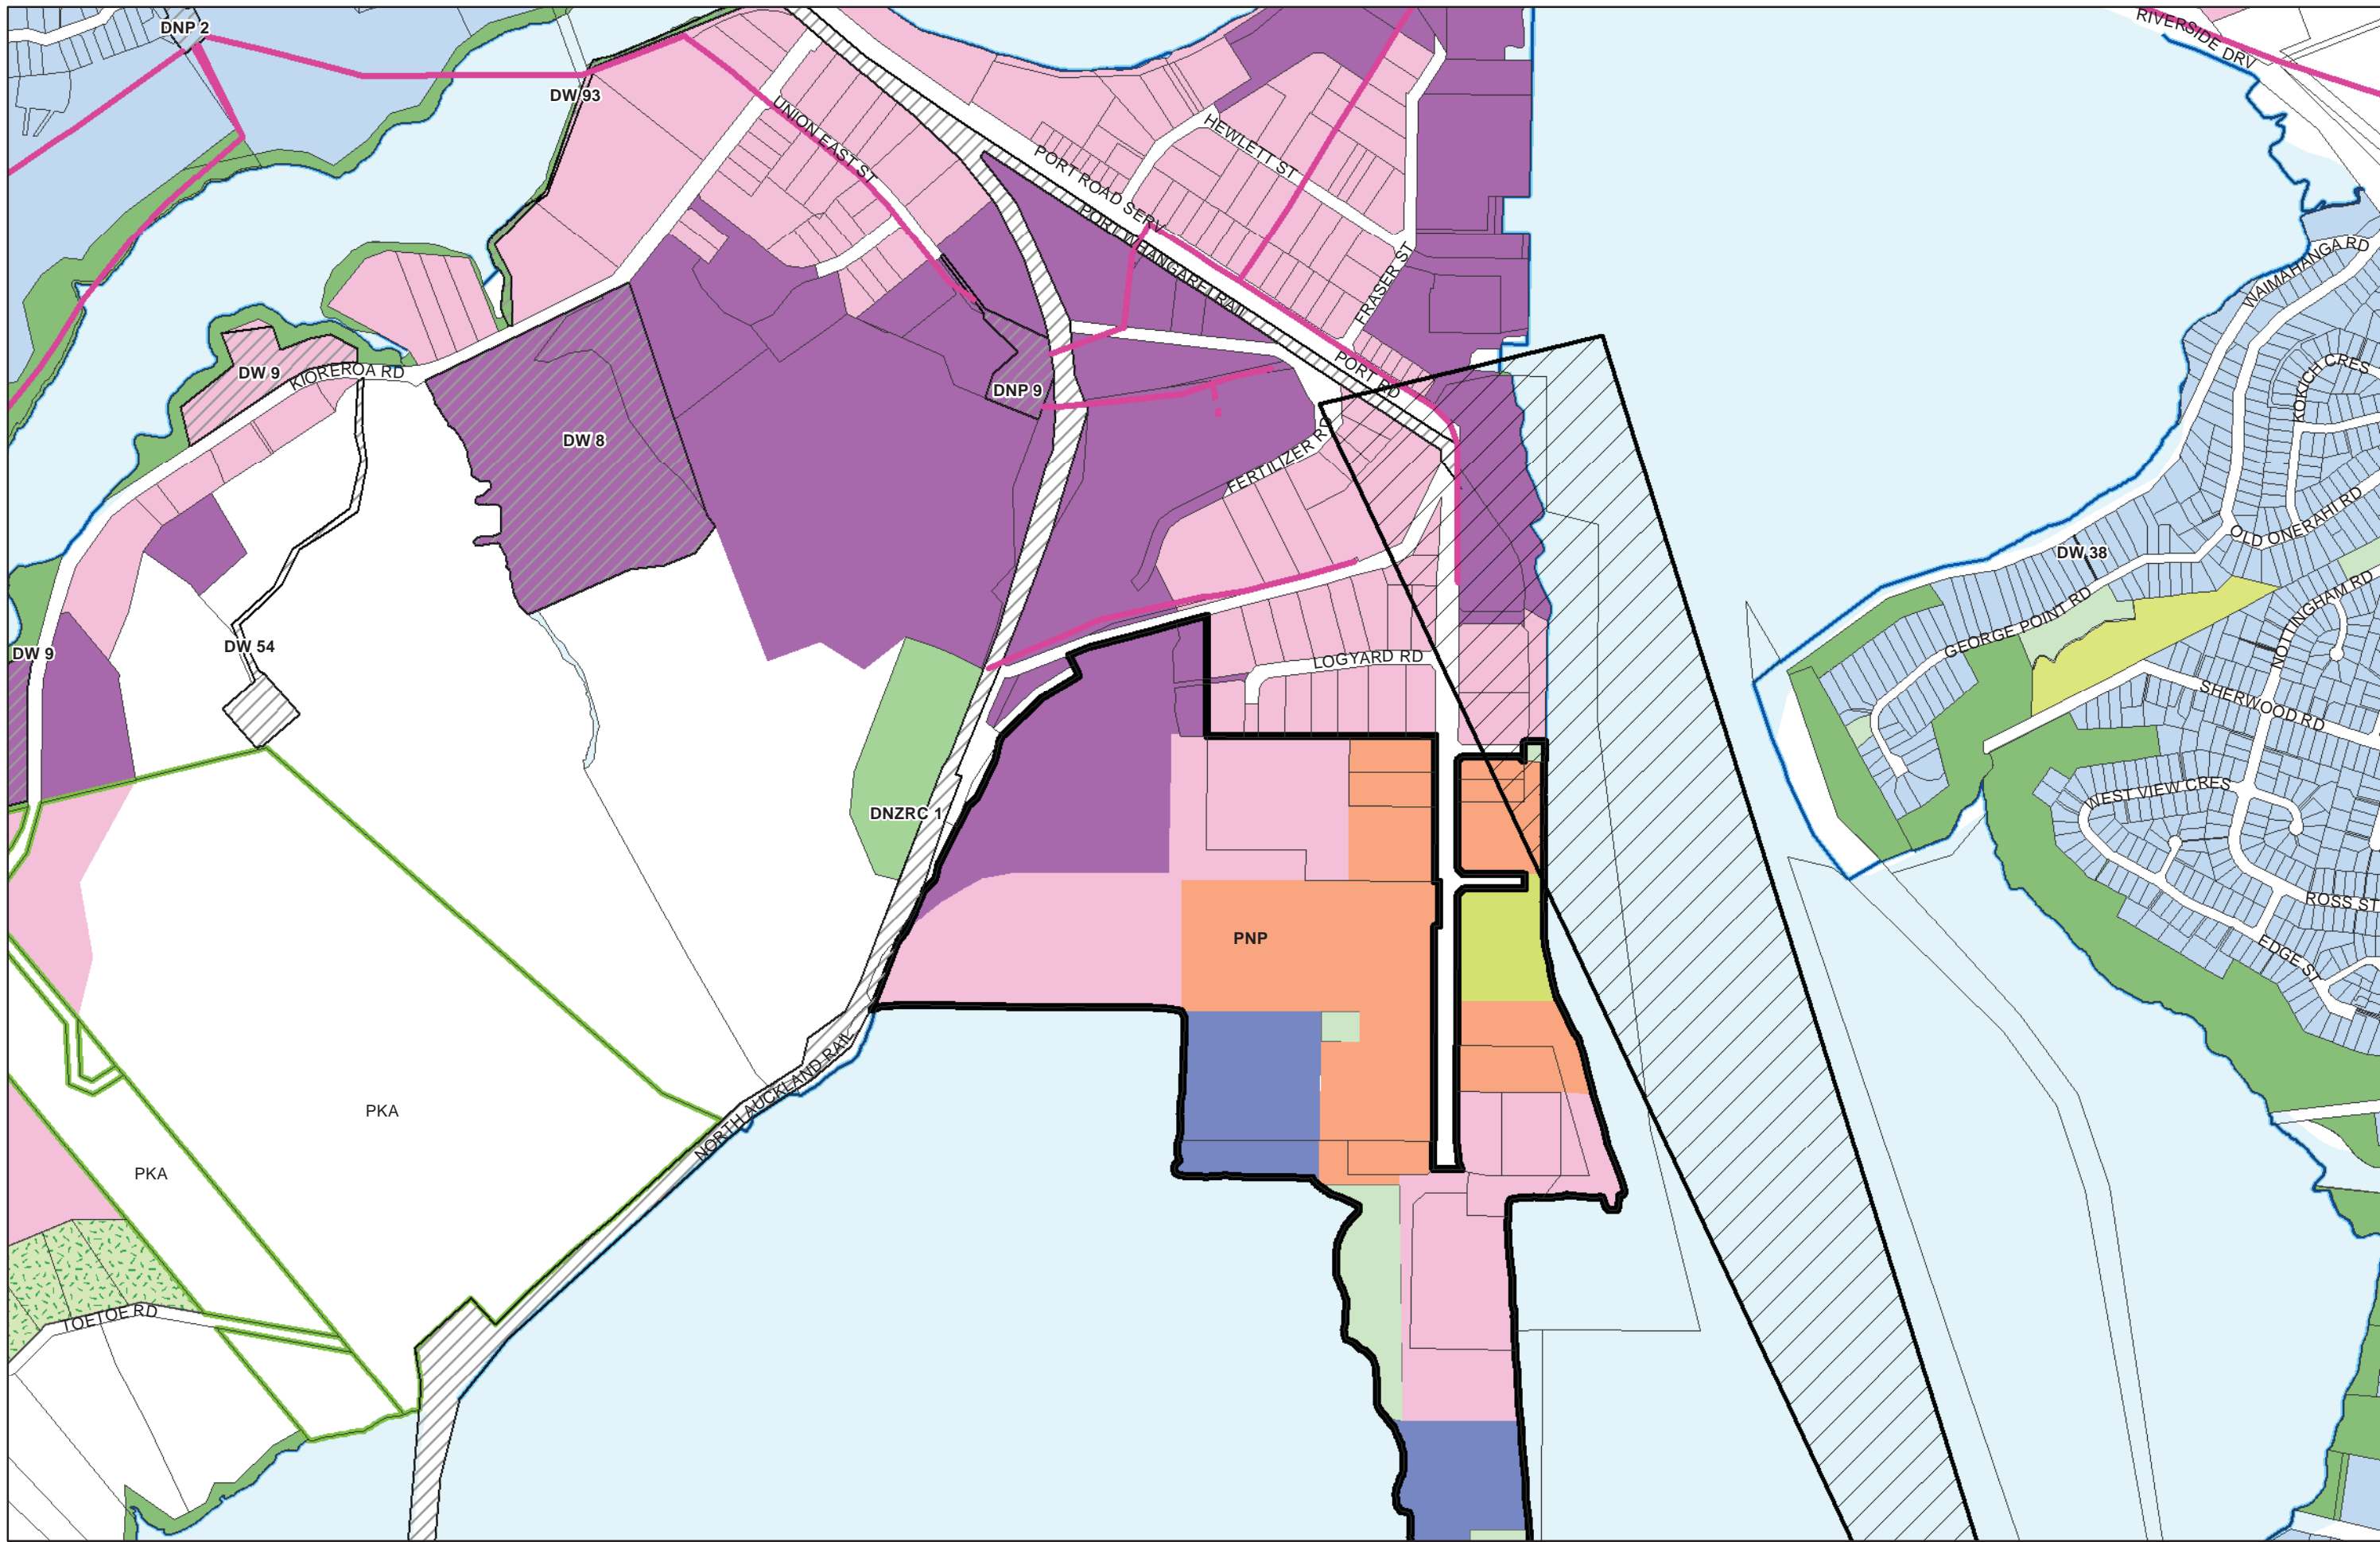 DNP 2
RIVERSIDE DRV
DW 93
UNION EAST ST
HEWLETT ST
PORT ROAD SERV
PORT WHANGAREI RAIL
FRASER ST
WAIMAHANGA RD
DW 9
KIOREROA RD
DNP 9
PORT RD
KOKICH CRES
DW 8
FERTILIZER RD
OLD ONERAHI RD
DW 38
NOTTINGHAM RD
GEORGE POINT RD
DW 9
DW 54
LOGYARD RD
SHERWOOD RD
DNZRC 1
WEST VIEW CRES
ROSS ST
PNP
EDGE ST
NORTH AUCKLAND RAIL
PKA
PKA
TOETOE RD